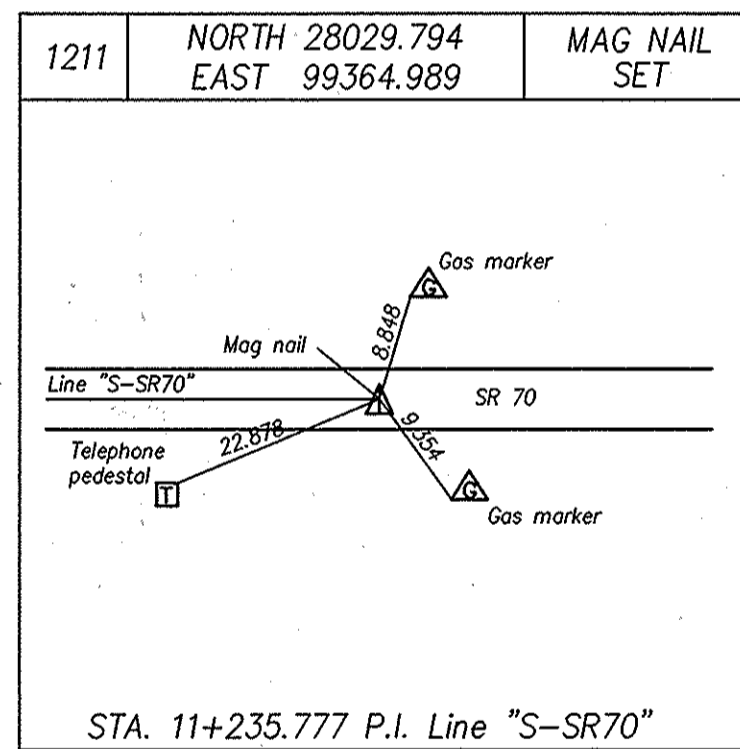 1211
NORTH 28029.794
EAST 99364.989
MAG NAIL
SET
Gas marker
G
8.848
Mag nail
Line "S-SR70"
SR 70
22.878
9.354
Telephone
pedestal
T
G
Gas marker
STA. 11+235.777 P.I. Line "S-SR70"